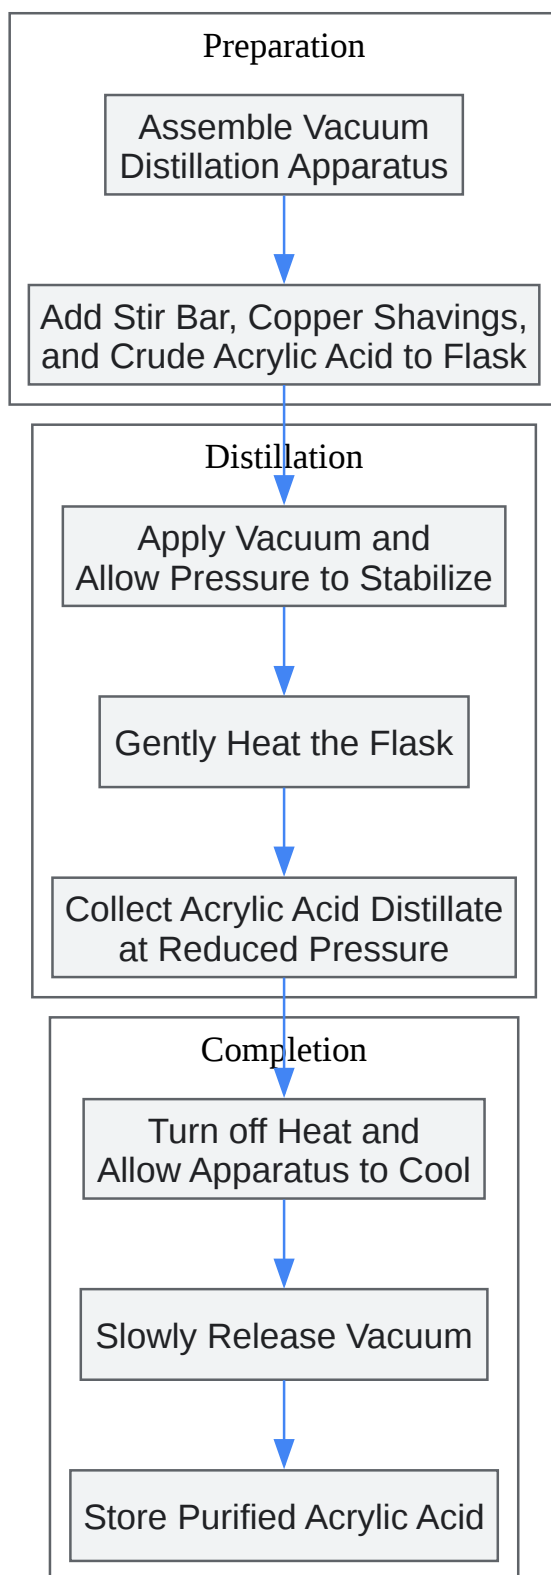 Preparation
Assemble Vacuum
Distillation Apparatus
Add Stir Bar, Copper Shavings,
and Crude Acrylic Acid to Flask
Distillation
Apply Vacuum and
Allow Pressure to Stabilize
Gently Heat the Flask
Collect Acrylic Acid Distillate
at Reduced Pressure
Completion
Turn off Heat and
Allow Apparatus to Cool
Slowly Release Vacuum
Store Purified Acrylic Acid